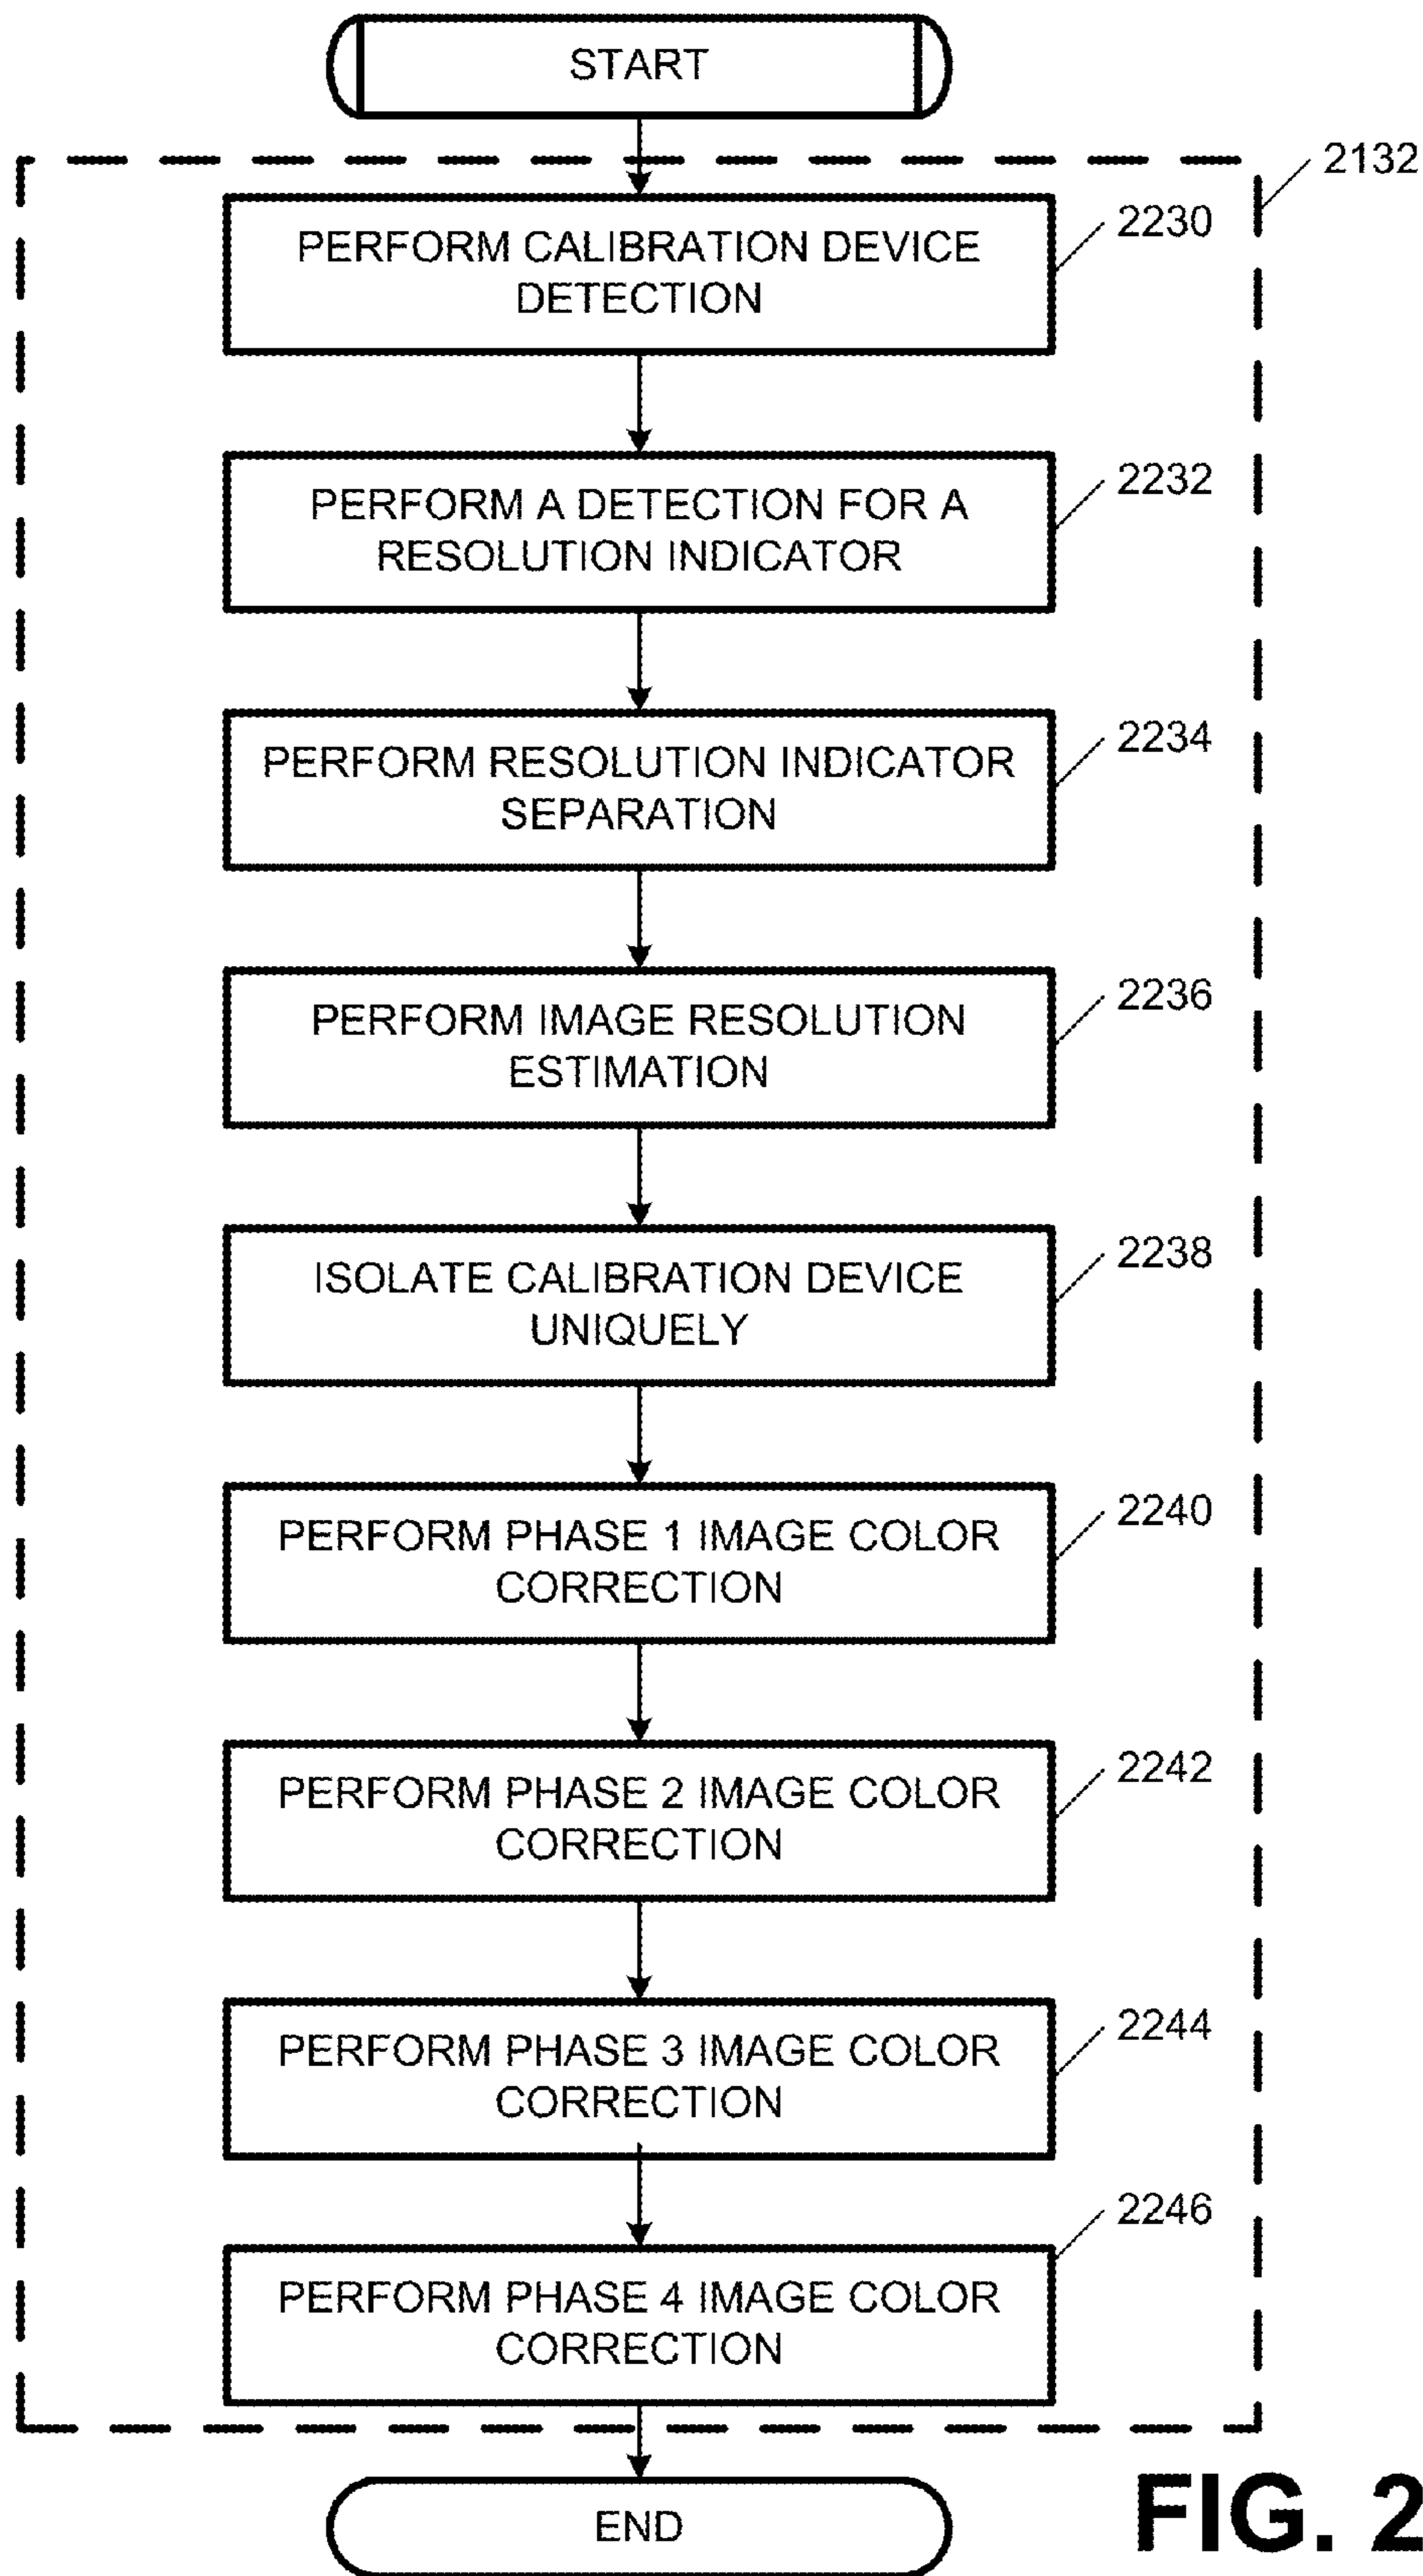 START
2132
PERFORM CALIBRATION DEVICE
DETECTION
2230
PERFORM A DETECTION FOR A
RESOLUTION INDICATOR
2232
PERFORM RESOLUTION INDICATOR
SEPARATION
2234
PERFORM IMAGE RESOLUTION
ESTIMATION
2236
ISOLATE CALIBRATION DEVICE
UNIQUELY
2238
PERFORM PHASE 1 IMAGE COLOR
CORRECTION
2240
PERFORM PHASE 2 IMAGE COLOR
CORRECTION
2242
PERFORM PHASE 3 IMAGE COLOR
CORRECTION
2244
PERFORM PHASE 4 IMAGE COLOR
CORRECTION
2246
END
FIG. 2